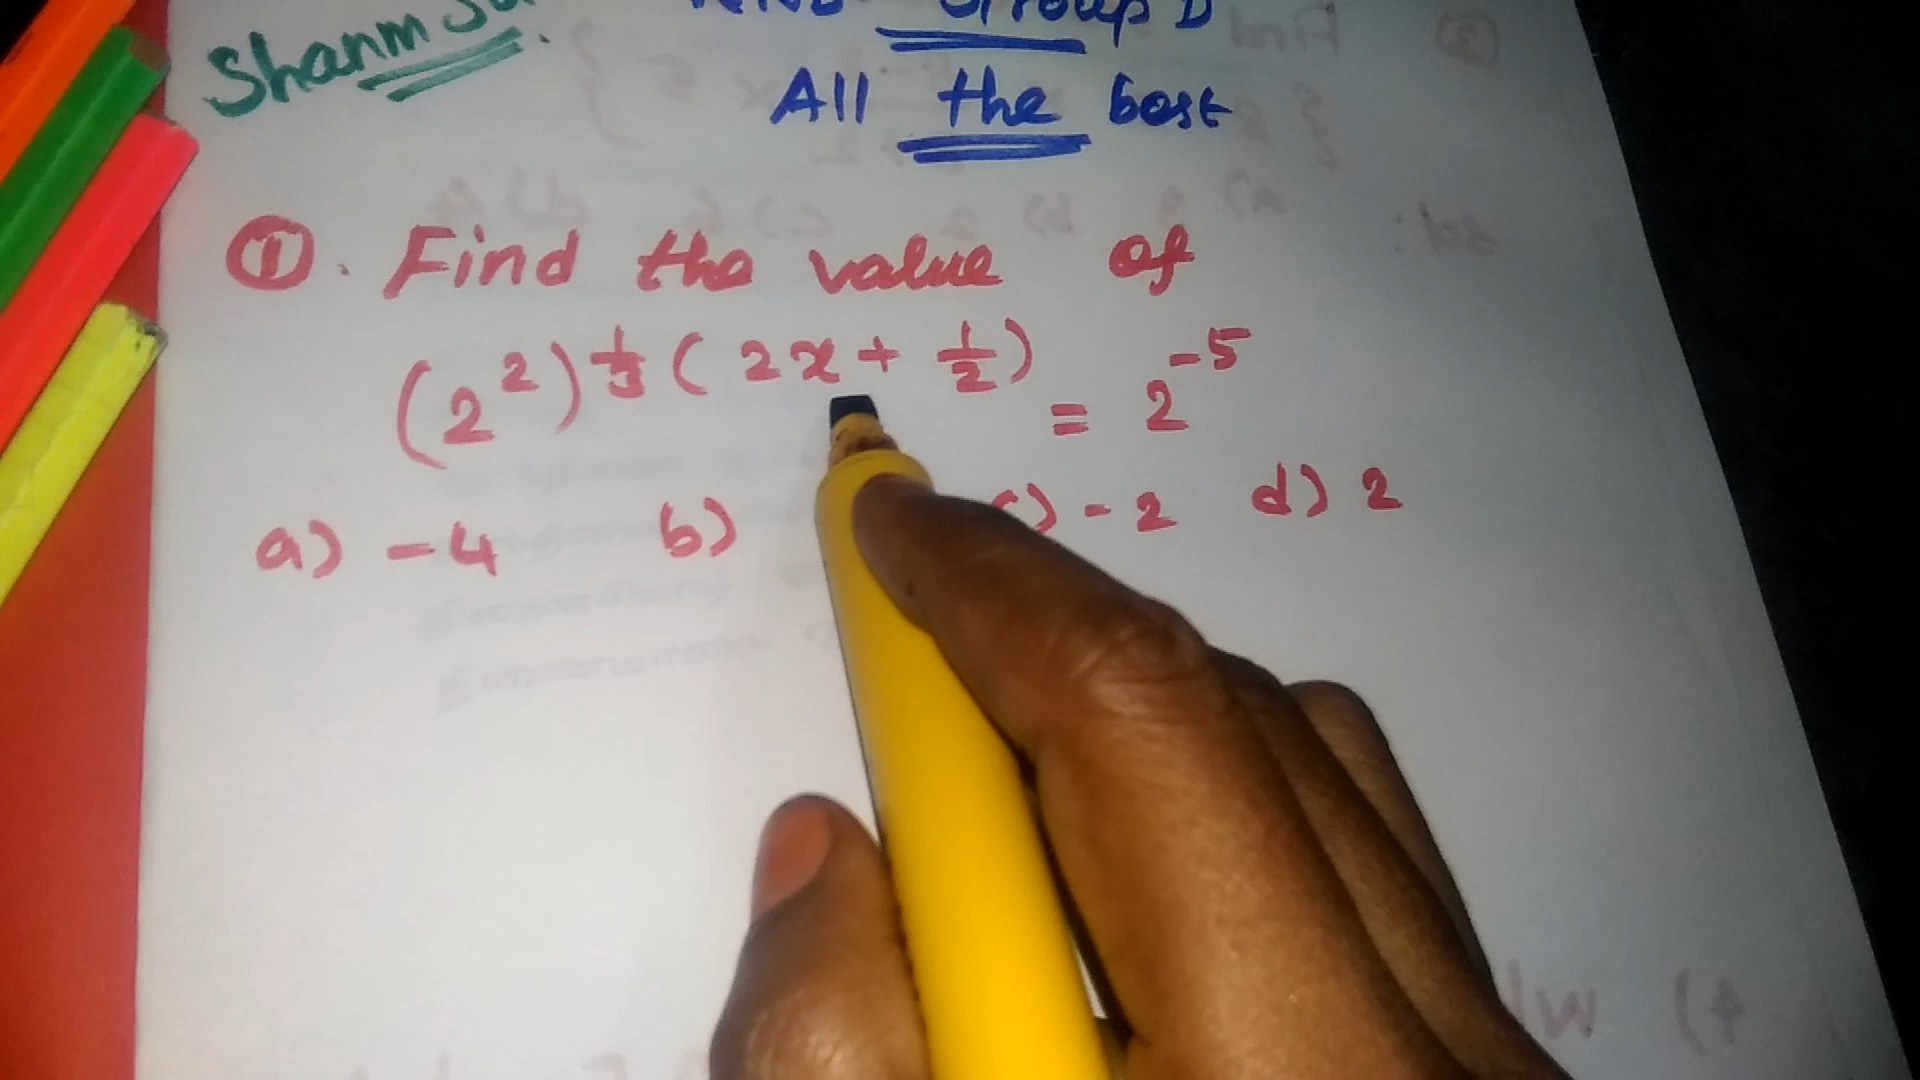 Group D
All the best
①. Find the value of
(2²)^1/3 (2x + 1/2) = 2^-5
a) -4 b) c) -2 d) 2